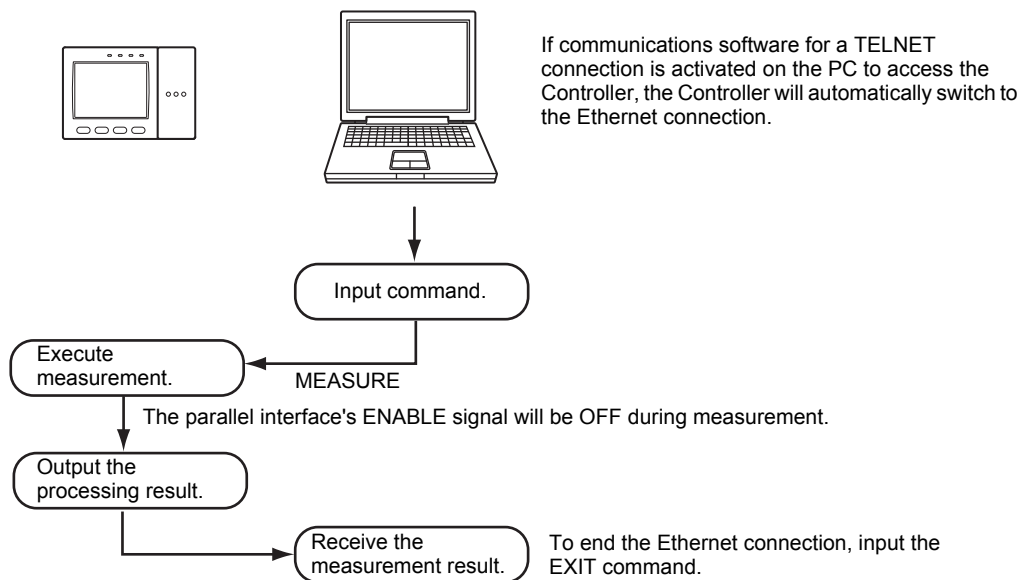 If communications software for a TELNET
connection is activated on the PC to access the
Controller, the Controller will automatically switch to
the Ethernet connection.
Input command.
Execute
measurement.
MEASURE
The parallel interface's ENABLE signal will be OFF during measurement.
Output the
processing result.
Receive the
measurement result.
To end the Ethernet connection, input the
EXIT command.